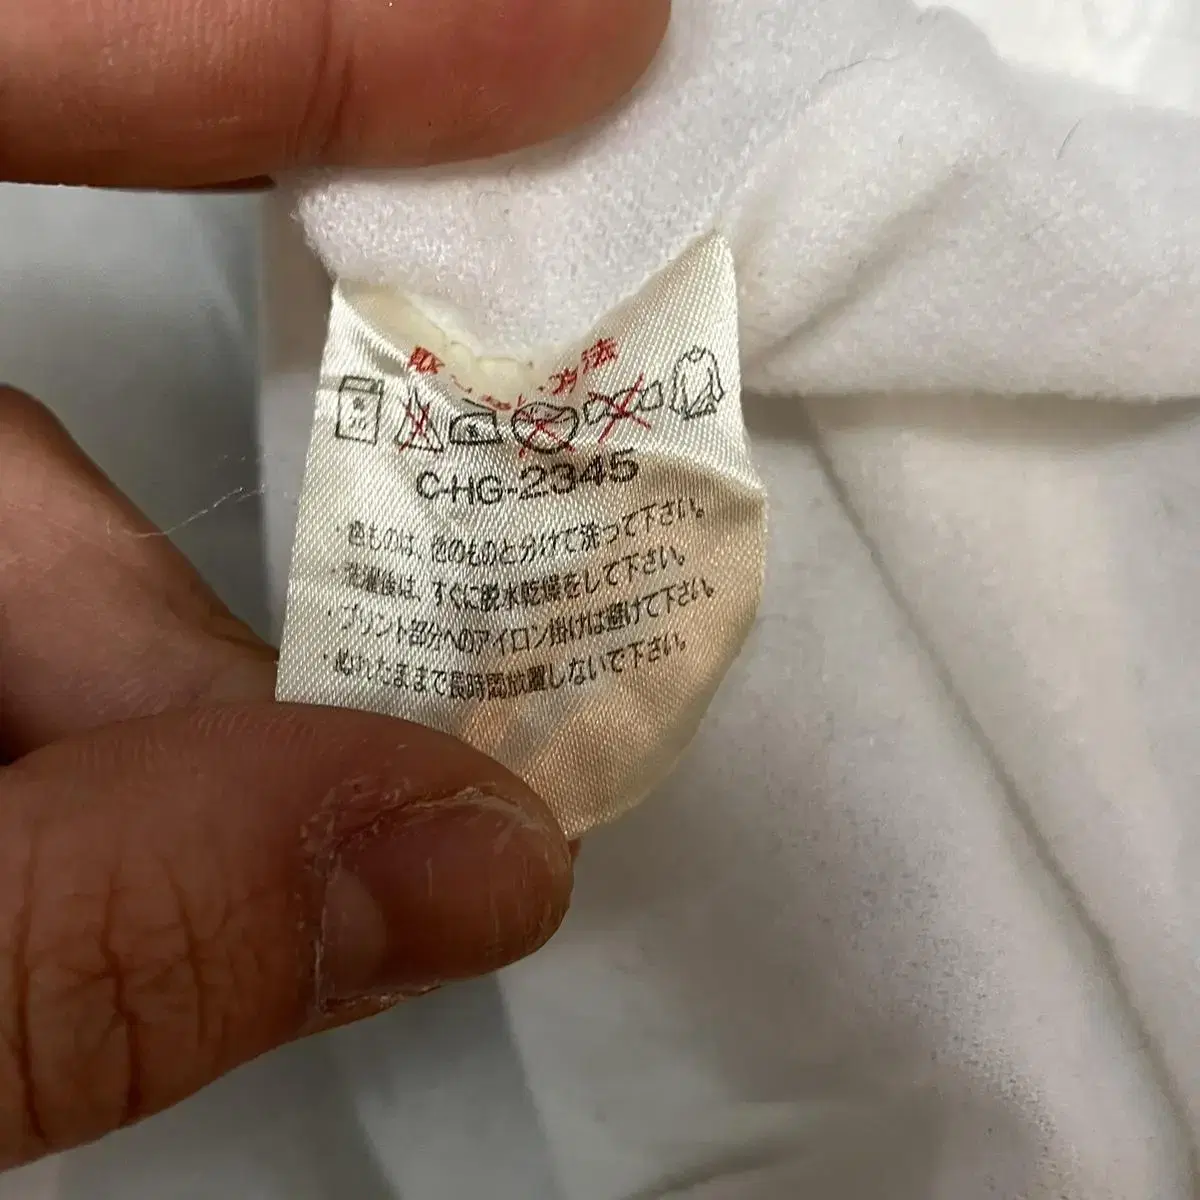 取 方法
C-HG-2345
・色ものは、他のものと分けて洗って下さい。
・洗濯後は、すぐに脱水乾燥をして下さい。
・プリント部分へのアイロン掛けは避けて下さい。
・ぬれたままで長時間放置しないで下さい。